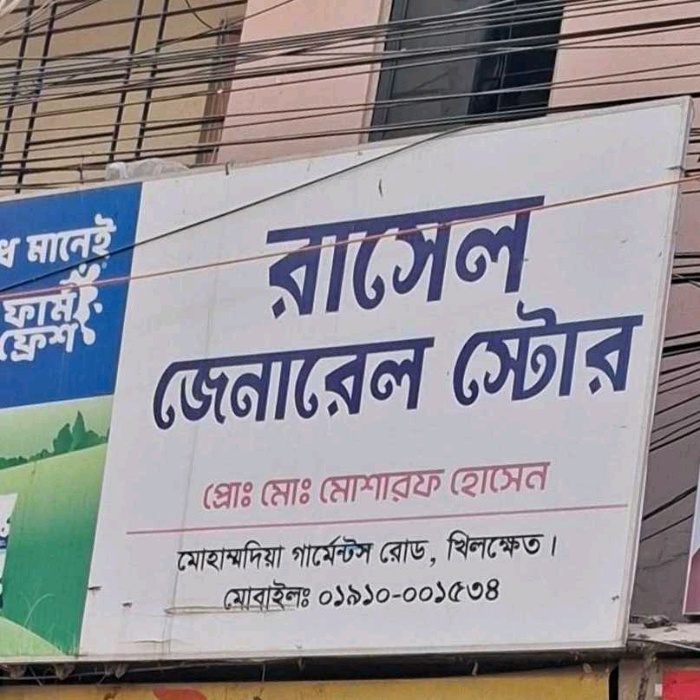 মানেই
ফার্ম
ফ্রেশ
রাসেল
জেনারেল স্টোর
প্রোঃ মোঃ মোশারফ হোসেন
মোহাম্মদিয়া গার্মেন্টস রোড, খিলক্ষেত।
মোবাইলঃ ০১৯১০-০০১৫৩৪